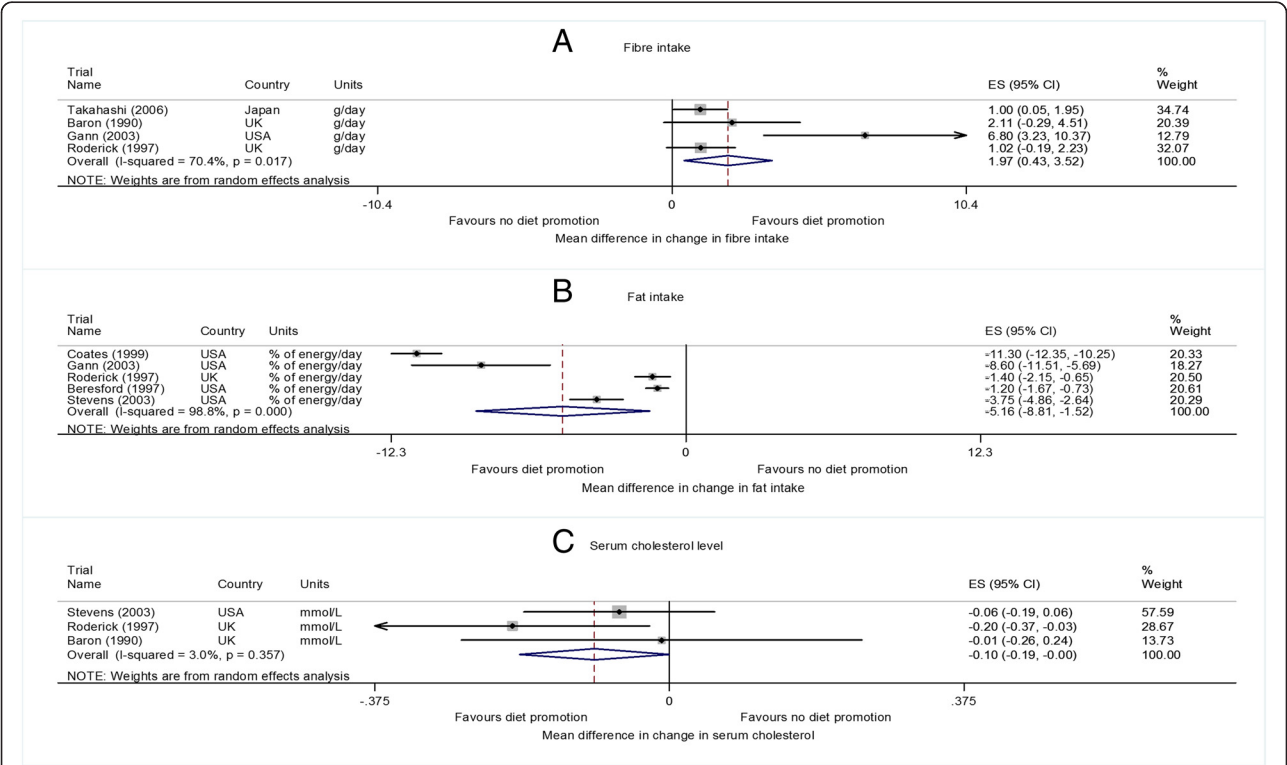 A
Fibre intake
Trial %
Name Country Units ES (95% CI) Weight
Takahashi (2006) Japan g/day 1.00 (0.05, 1.95) 34.74
Baron (1990) UK g/day 2.11 (-0.29, 4.51) 20.39
Gann (2003) USA g/day 6.80 (3.23, 10.37) 12.79
Roderick (1997) UK g/day 1.02 (-0.19, 2.23) 32.07
Overall (I-squared = 70.4%, p = 0.017) 1.97 (0.43, 3.52) 100.00
NOTE: Weights are from random effects analysis
-10.4 0 10.4
Favours no diet promotion Favours diet promotion
Mean difference in change in fibre intake
B
Fat intake
Trial %
Name Country Units ES (95% CI) Weight
Coates (1999) USA % of energy/day -11.30 (-12.35, -10.25) 20.33
Gann (2003) USA % of energy/day -8.60 (-11.51, -5.69) 18.27
Roderick (1997) UK % of energy/day -1.40 (-2.15, -0.65) 20.50
Beresford (1997) USA % of energy/day -1.20 (-1.67, -0.73) 20.61
Stevens (2003) USA % of energy/day -3.75 (-4.86, -2.64) 20.29
Overall (I-squared = 98.8%, p = 0.000) -5.16 (-8.81, -1.52) 100.00
NOTE: Weights are from random effects analysis
-12.3 0 12.3
Favours diet promotion Favours no diet promotion
Mean difference in change in fat intake
C
Serum cholesterol level
Trial %
Name Country Units ES (95% CI) Weight
Stevens (2003) USA mmol/L -0.06 (-0.19, 0.06) 57.59
Roderick (1997) UK mmol/L -0.20 (-0.37, -0.03) 28.67
Baron (1990) UK mmol/L -0.01 (-0.26, 0.24) 13.73
Overall (I-squared = 3.0%, p = 0.357) -0.10 (-0.19, -0.00) 100.00
NOTE: Weights are from random effects analysis
-.375 0 .375
Favours diet promotion Favours no diet promotion
Mean difference in change in serum cholesterol